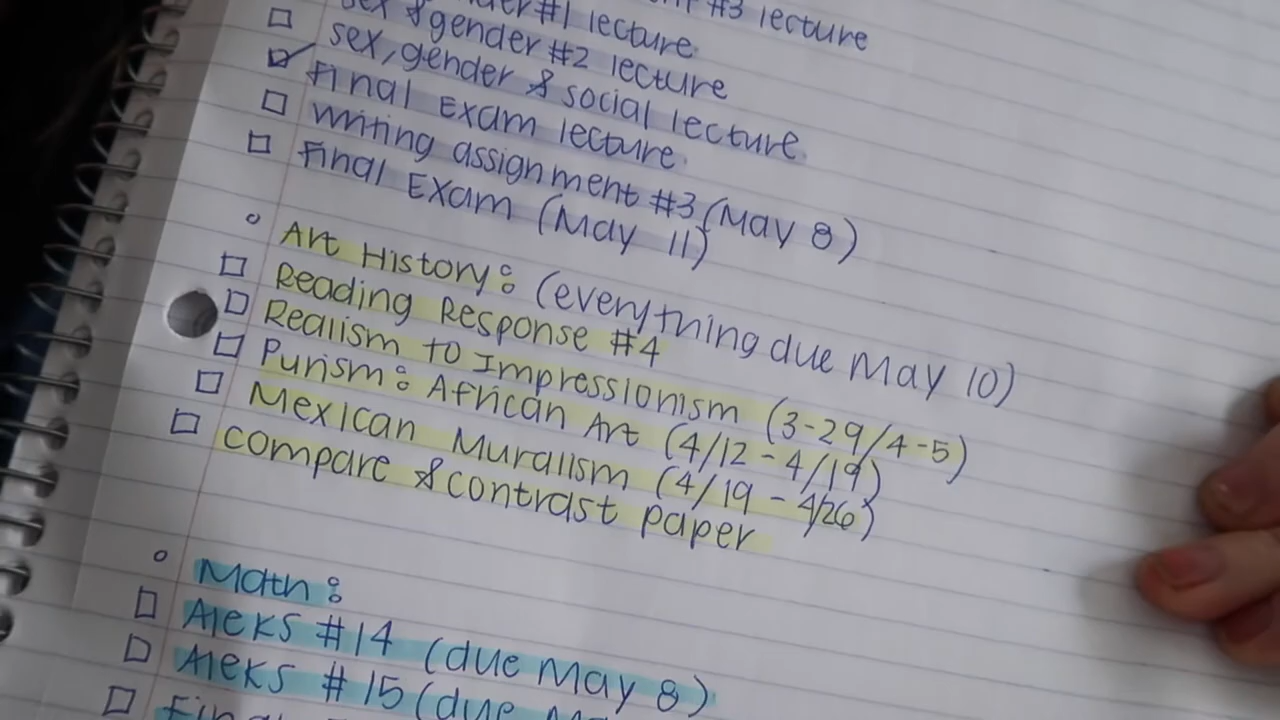 #3 lecture
#1 lecture
sex & gender #2 lecture
sex, gender & social lecture
Final Exam lecture
writing assignment #3 (May 8)
Final Exam (May 11)
Art History: (everything due May 10)
Reading Response #4
Realism to Impressionism (3-29/4-5)
Purism: African Art (4/12 - 4/19)
Mexican Muralism (4/19 - 4/26)
compare & contrast paper
Math:
Aleks #14 (due May 8)
Aleks #15 (due